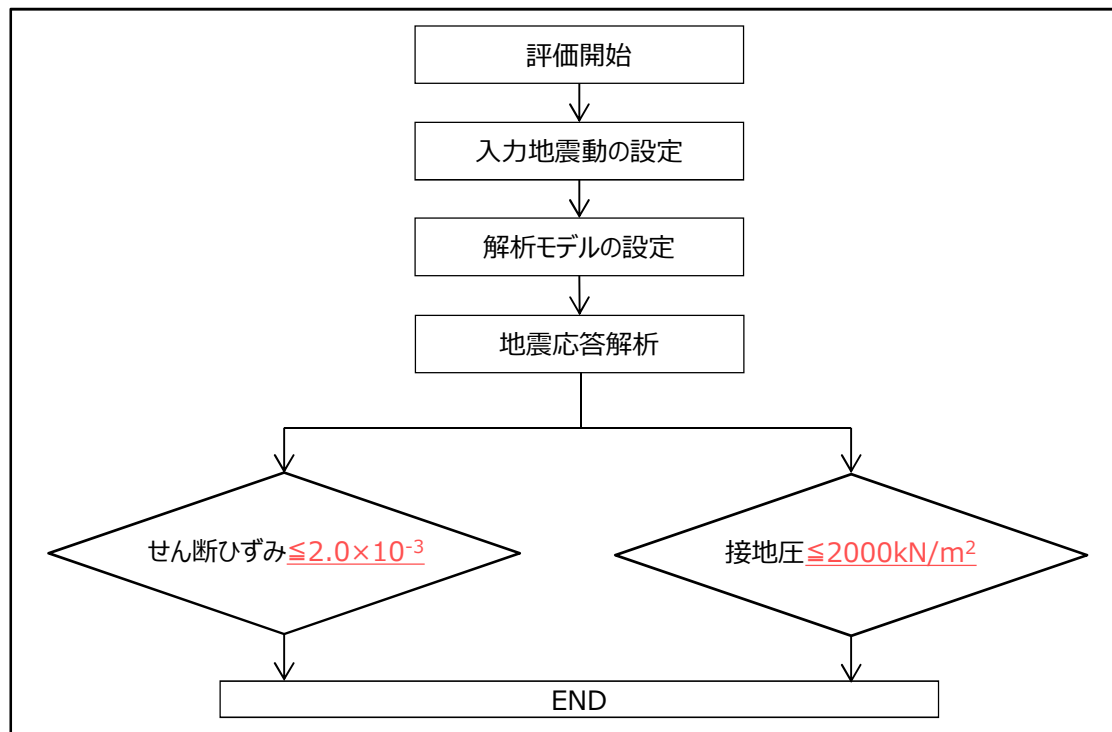 評価開始
入力地震動の設定
解析モデルの設定
地震応答解析
せん断ひずみ≦2.0×10⁻³
接地圧≦2000kN/m²
END